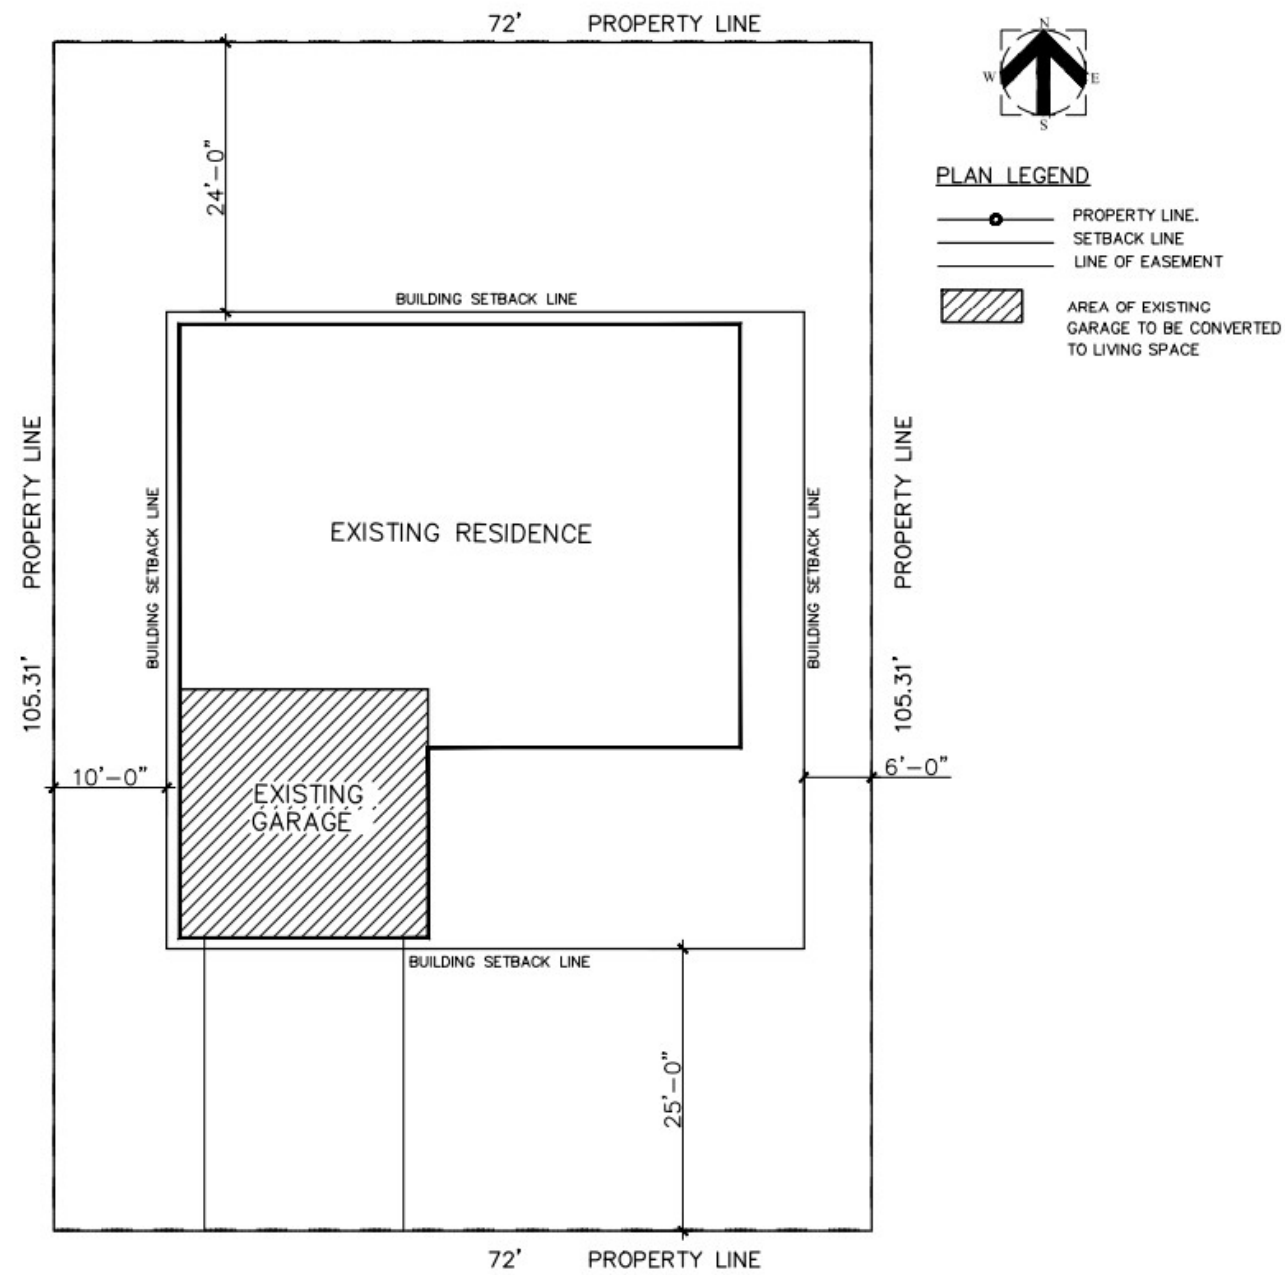 72' PROPERTY LINE
N
W E
S
24'-0"
PLAN LEGEND
PROPERTY LINE.
SETBACK LINE
LINE OF EASEMENT
AREA OF EXISTING
GARAGE TO BE CONVERTED
TO LIVING SPACE
BUILDING SETBACK LINE
105.31' PROPERTY LINE
BUILDING SETBACK LINE
EXISTING RESIDENCE
BUILDING SETBACK LINE
105.31' PROPERTY LINE
10'-0"
6'-0"
EXISTING
GARAGE
BUILDING SETBACK LINE
25'-0"
72' PROPERTY LINE